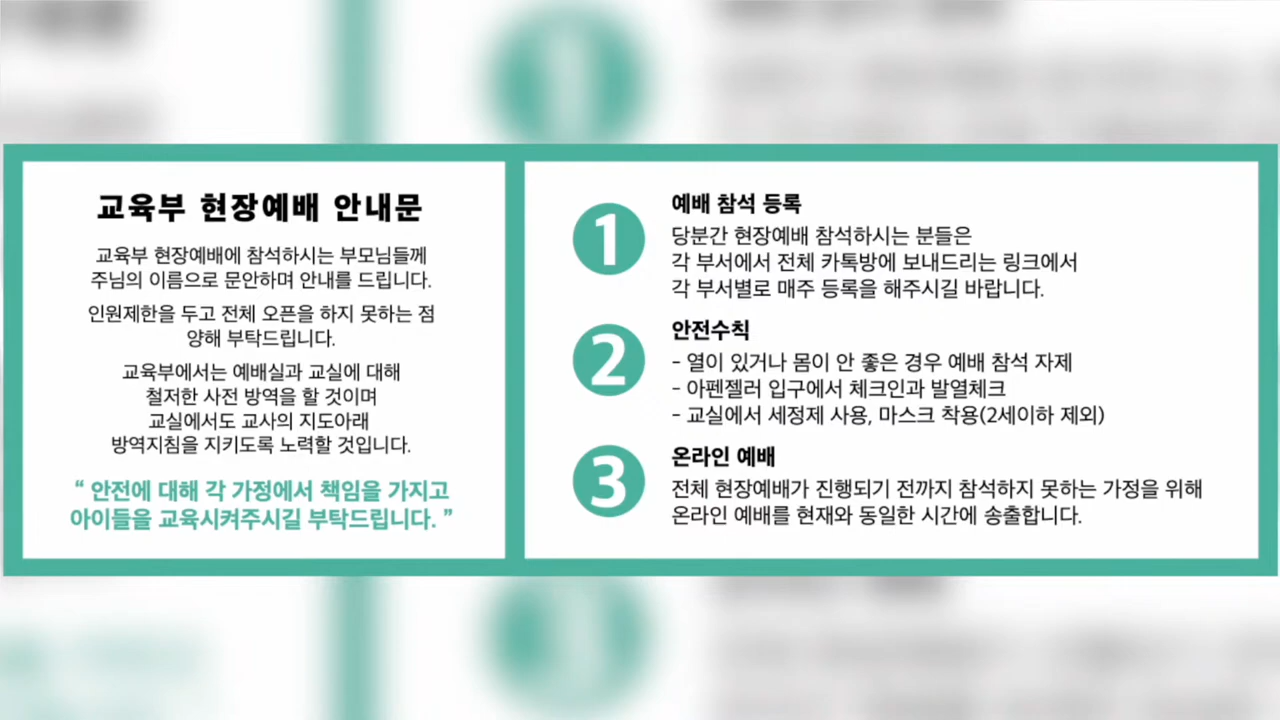 교육부 현장예배 안내문
교육부 현장예배에 참석하시는 부모님들께
주님의 이름으로 문안하며 안내를 드립니다.
인원제한을 두고 전체 오픈을 하지 못하는 점
양해 부탁드립니다.
교육부에서는 예배실과 교실에 대해
철저한 사전 방역을 할 것이며
교실에서도 교사의 지도아래
방역지침을 지키도록 노력할 것입니다.
“ 안전에 대해 각 가정에서 책임을 가지고
아이들을 교육시켜주시길 부탁드립니다. ”
1
예배 참석 등록
당분간 현장예배 참석하시는 분들은
각 부서에서 전체 카톡방에 보내드리는 링크에서
각 부서별로 매주 등록을 해주시길 바랍니다.
2
안전수칙
- 열이 있거나 몸이 안 좋은 경우 예배 참석 자제
- 아펜젤러 입구에서 체크인과 발열체크
- 교실에서 세정제 사용, 마스크 착용(2세이하 제외)
3
온라인 예배
전체 현장예배가 진행되기 전까지 참석하지 못하는 가정을 위해
온라인 예배를 현재와 동일한 시간에 송출합니다.